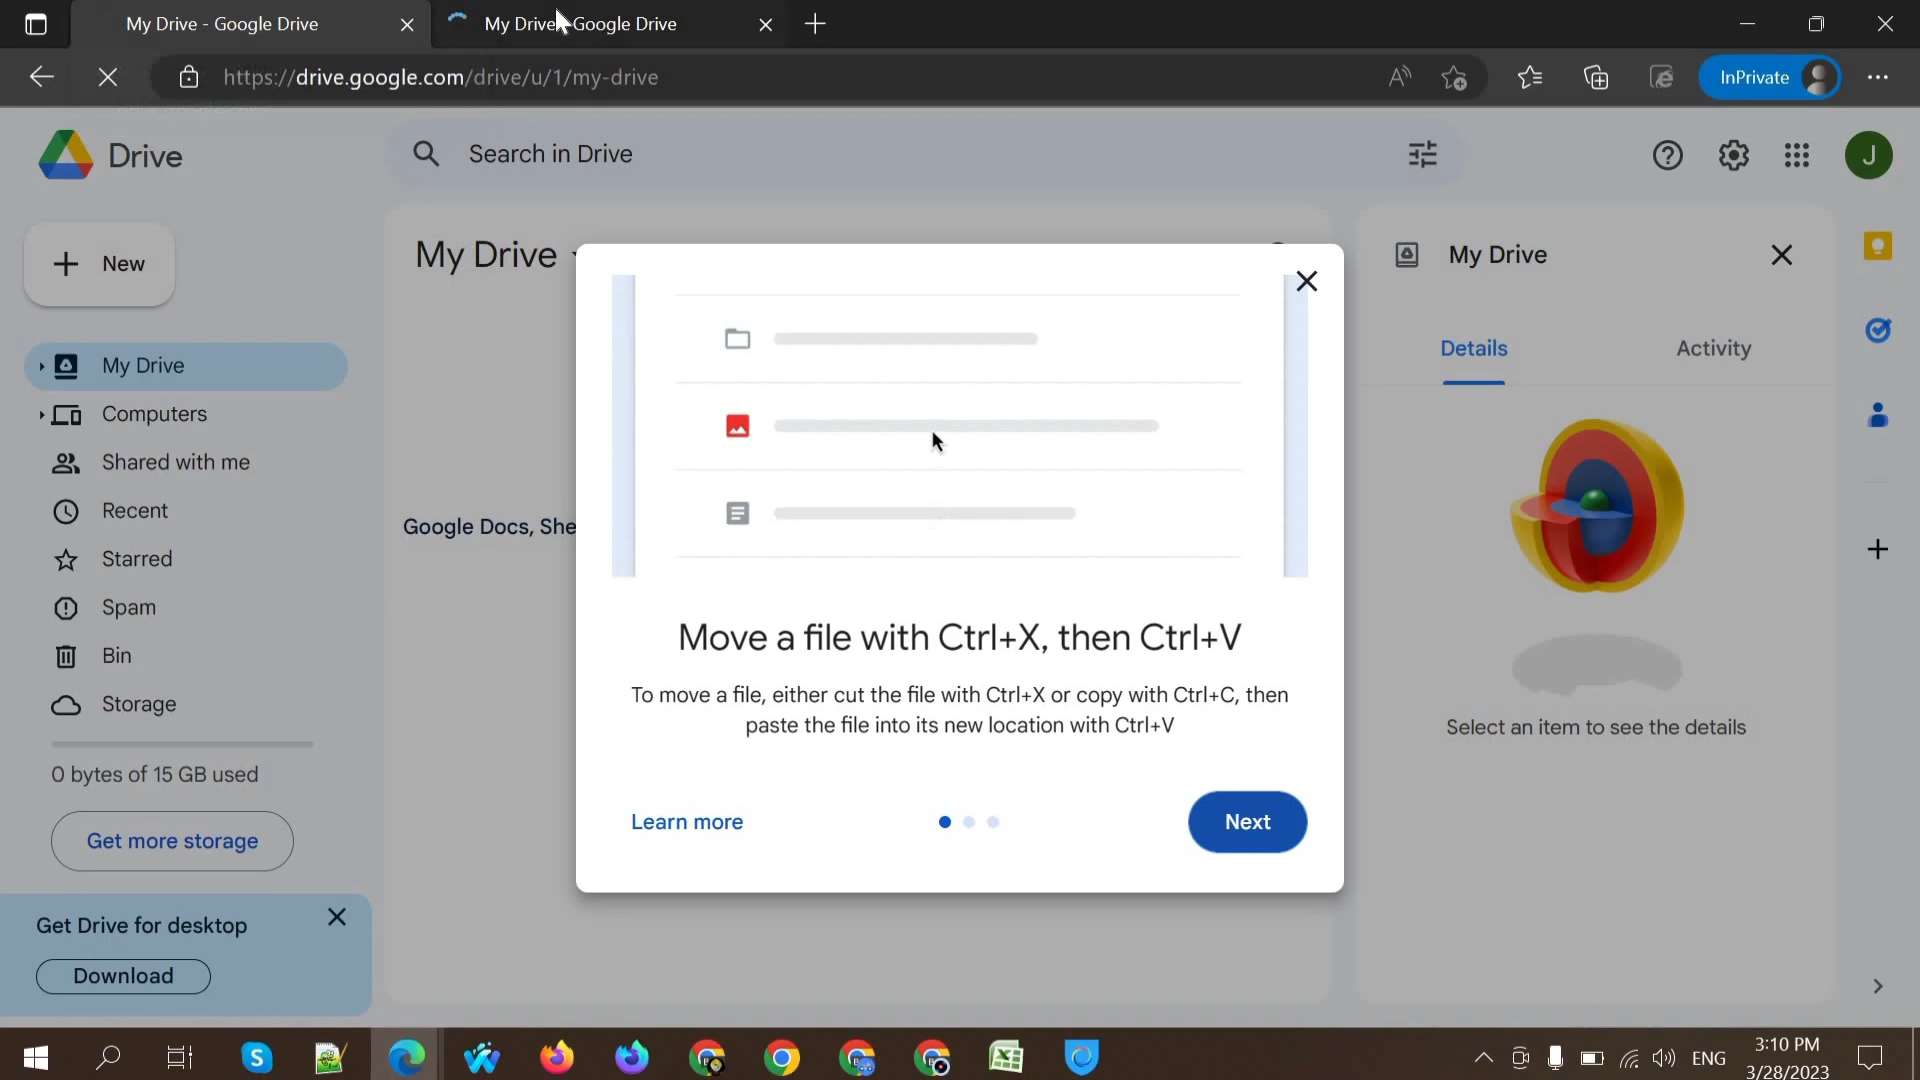 My Drive - Google Drive
My Drive - Google Drive
https://drive.google.com/drive/u/1/my-drive
InPrivate
Drive
Search in Drive
J
New
My Drive
My Drive
My Drive
Details
Activity
Computers
Shared with me
Recent
Starred
Spam
Bin
Storage
0 bytes of 15 GB used
Get more storage
Get Drive for desktop
Download
Google Docs, She
Move a file with Ctrl+X, then Ctrl+V
To move a file, either cut the file with Ctrl+X or copy with Ctrl+C, then
paste the file into its new location with Ctrl+V
Learn more
Next
Select an item to see the details
ENG
3:10 PM
3/28/2023